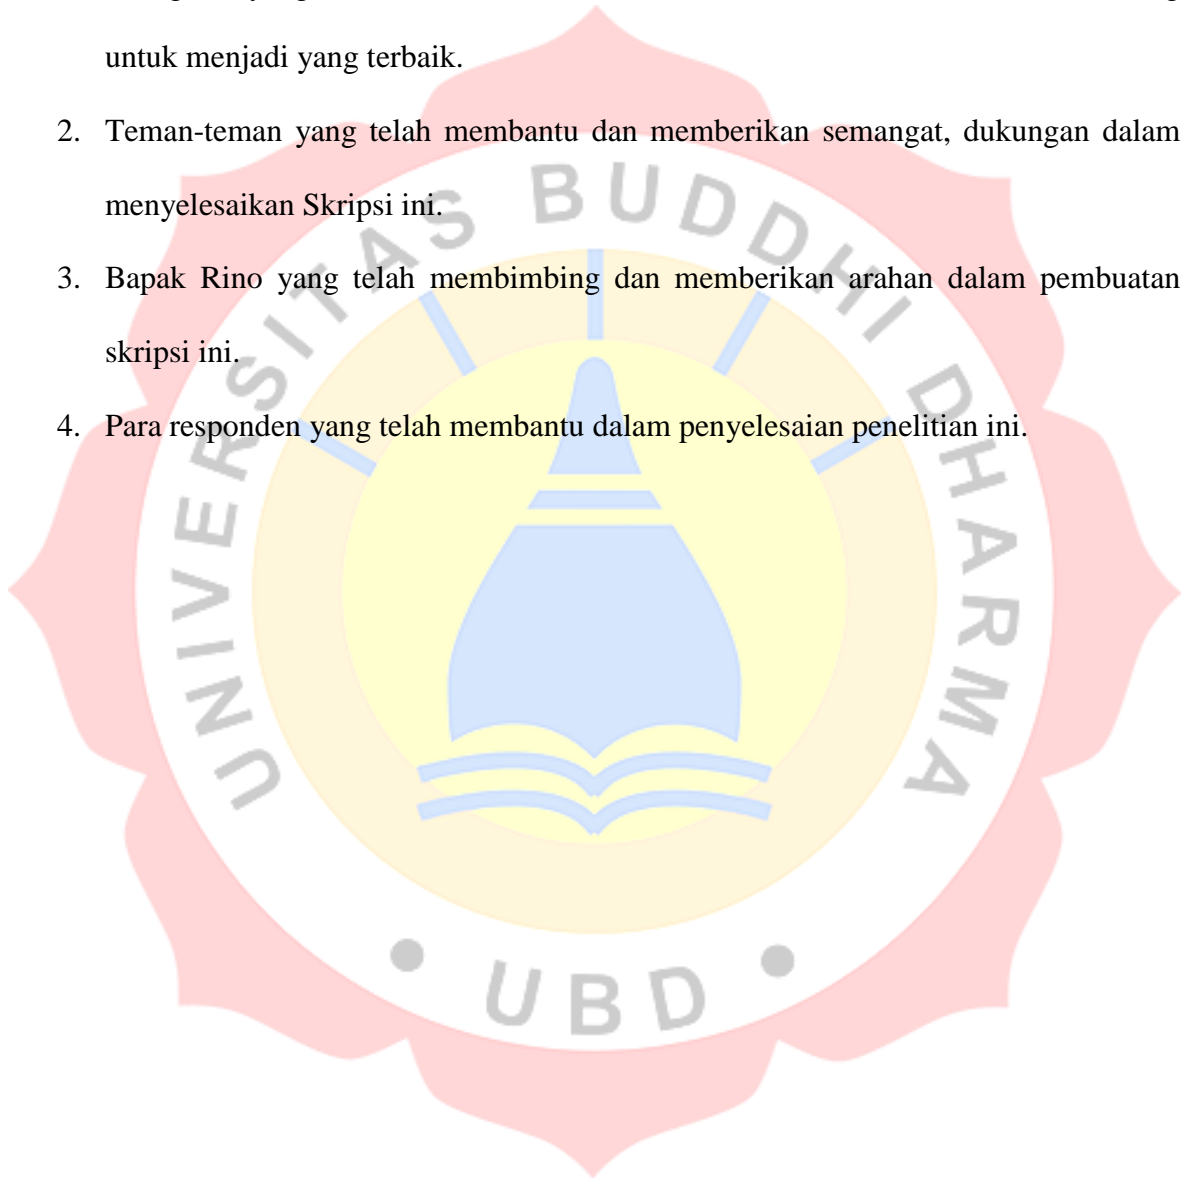 untuk menjadi yang terbaik.
2. Teman-teman yang telah membantu dan memberikan semangat, dukungan dalam
menyelesaikan Skripsi ini.
3. Bapak Rino yang telah membimbing dan memberikan arahan dalam pembuatan
skripsi ini.
4. Para responden yang telah membantu dalam penyelesaian penelitian ini.
UNIVERSITAS BUDDHI DHARMA
• UBD •